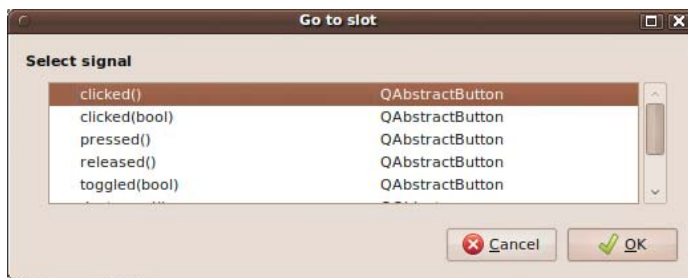 Go to slot
Select signal
clicked() QAbstractButton
clicked(bool) QAbstractButton
pressed() QAbstractButton
released() QAbstractButton
toggled(bool) QAbstractButton
Cancel OK